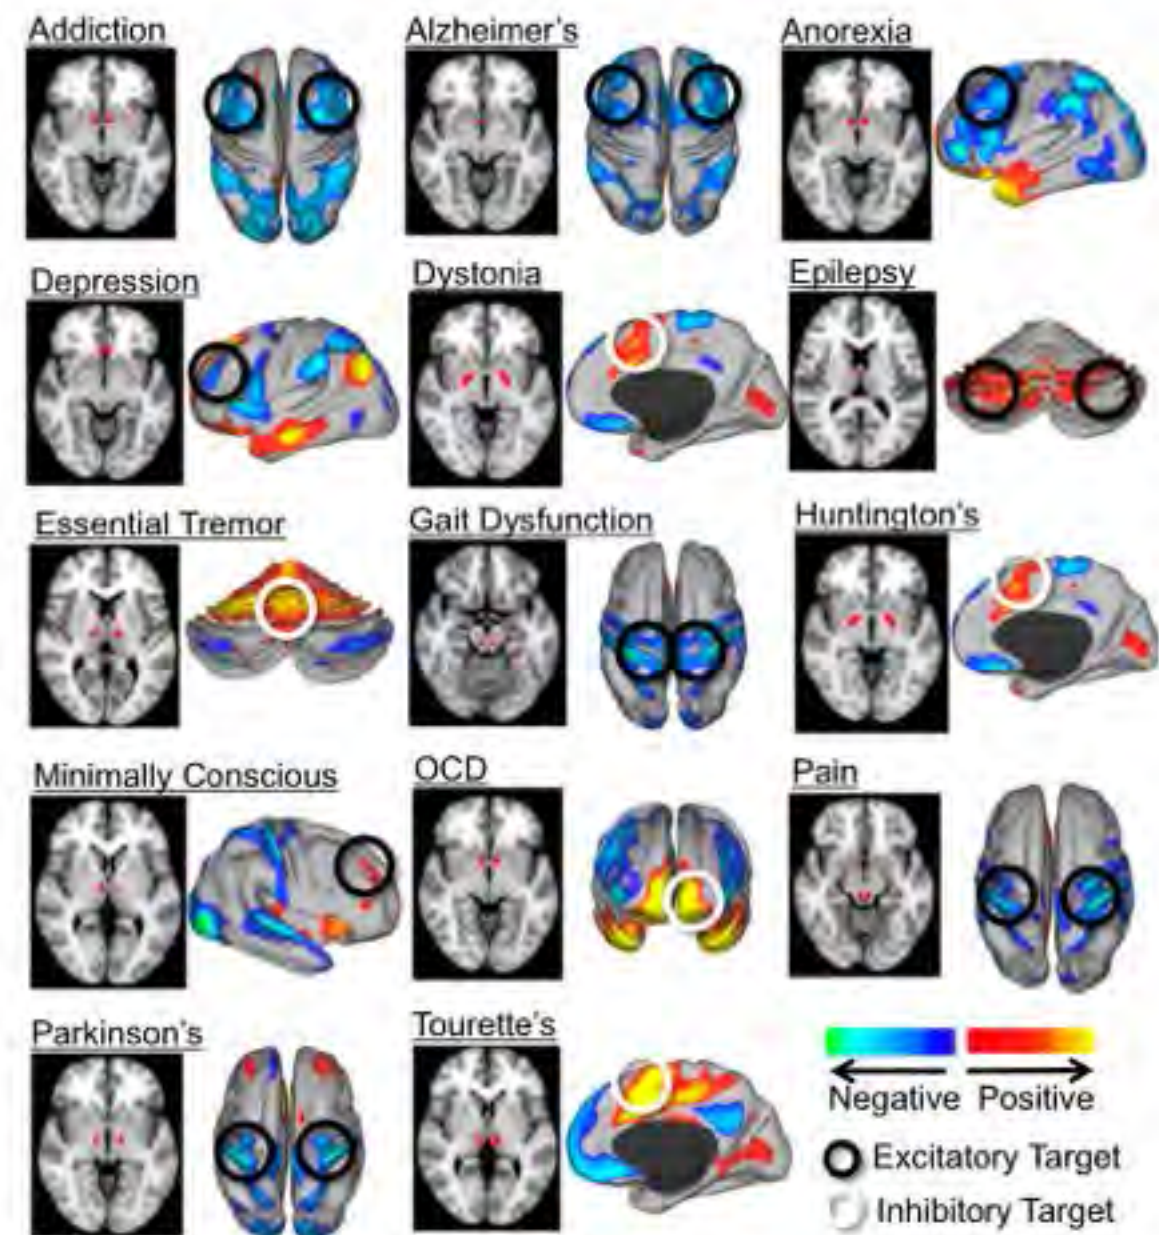 Addiction
Alzheimer's
Anorexia
Depression
Dystonia
Epilepsy
Essential Tremor
Gait Dysfunction
Huntington's
Minimally Conscious
OCD
Pain
Parkinson's
Tourette's
Negative Positive
Excitatory Target
Inhibitory Target